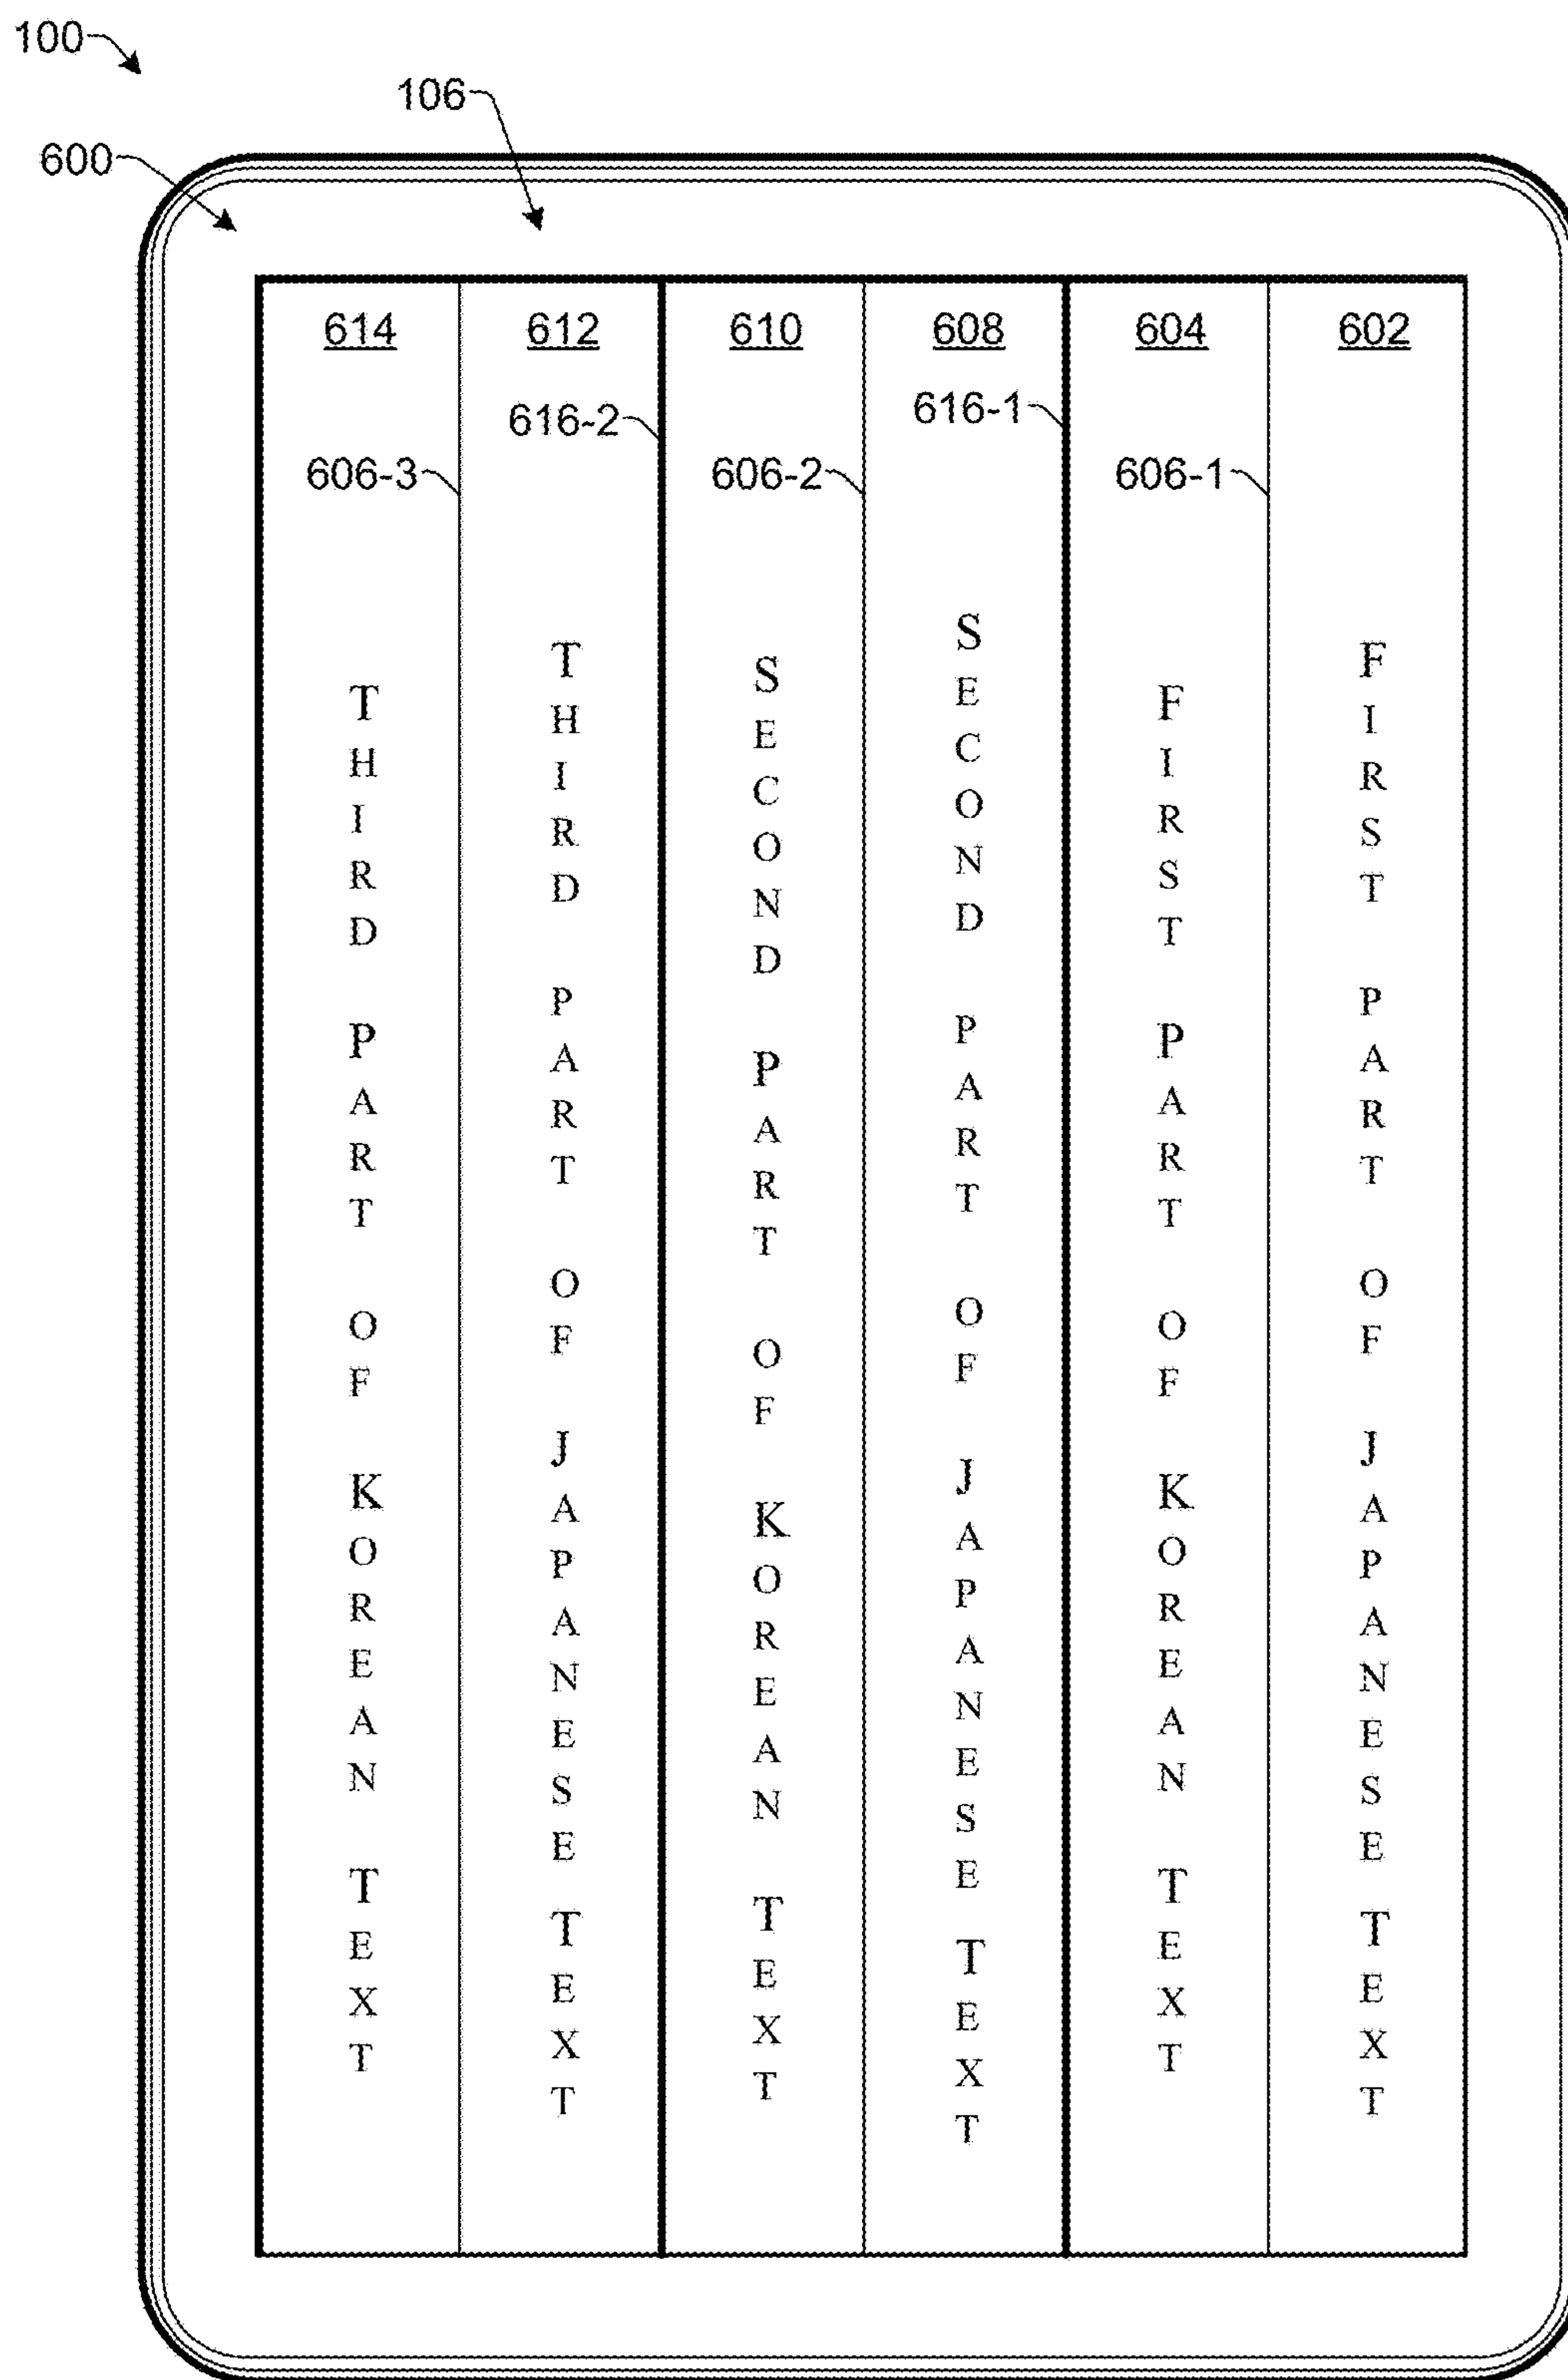 100
106
600
614
612
610
608
604
602
616-2
616-1
606-3
606-2
606-1
FIRST PART OF JAPANESE TEXT
FIRST PART OF KOREAN TEXT
SECOND PART OF JAPANESE TEXT
SECOND PART OF KOREAN TEXT
THIRD PART OF JAPANESE TEXT
THIRD PART OF KOREAN TEXT